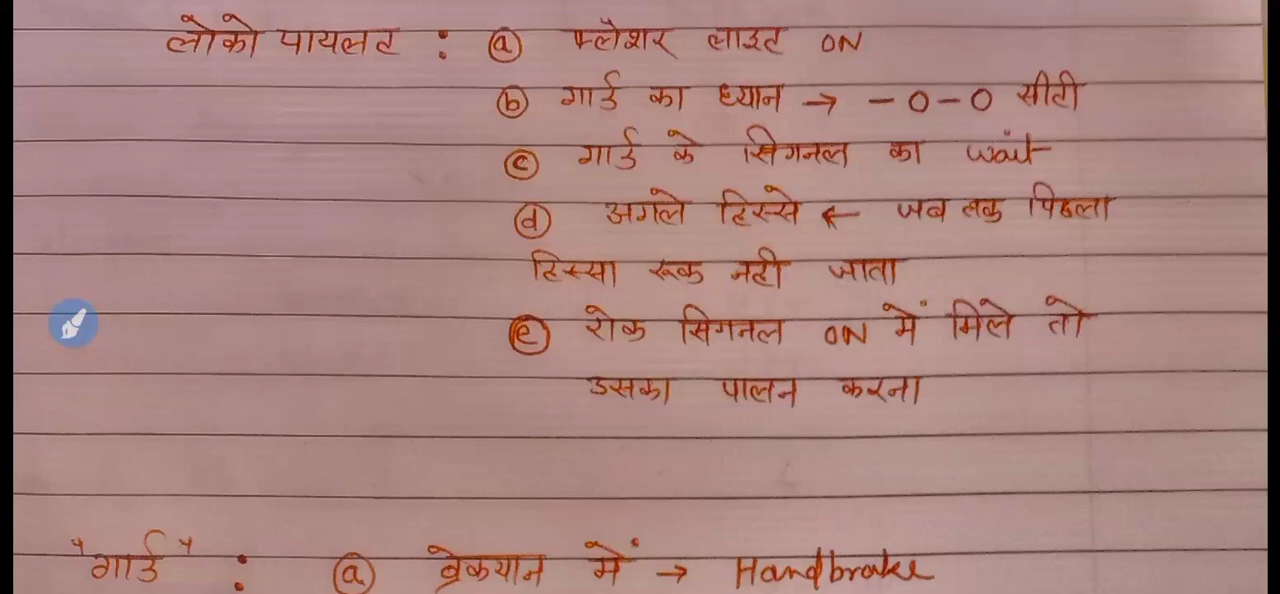 लोको पायलट : (a) फ्लैशर लाइट ON
(b) गार्ड का ध्यान → – 0 – 0 सीटी
(c) गार्ड के सिगनल का wait
(d) अगले हिस्से ← जब तक पिछला
हिस्सा रूक नही जाता
(e) रोक सिगनल ON में मिले तो
उसका पालन करना
"गार्ड" : (a) ब्रेकयान में → Handbrake